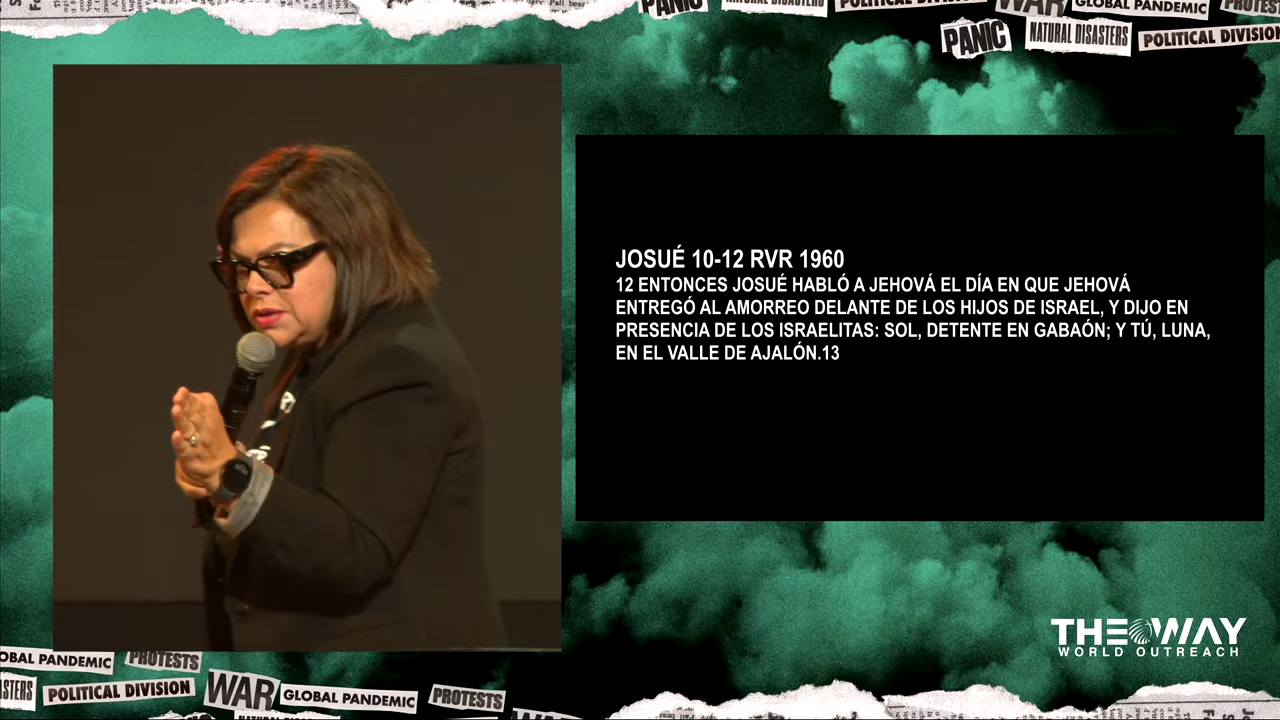 PANIC
NATURAL DISASTERS
POLITICAL DIVISION
WAR
GLOBAL PANDEMIC
PROTEST
PANIC
NATURAL DISASTERS
POLITICAL DIVISION
JOSUÉ 10-12 RVR 1960
12 ENTONCES JOSUÉ HABLÓ A JEHOVÁ EL DÍA EN QUE JEHOVÁ
ENTREGÓ AL AMORREO DELANTE DE LOS HIJOS DE ISRAEL, Y DIJO EN
PRESENCIA DE LOS ISRAELITAS: SOL, DETENTE EN GABAÓN; Y TÚ, LUNA,
EN EL VALLE DE AJALÓN.13
THE WAY
WORLD OUTREACH
OBAL PANDEMIC
PROTESTS
STERS
POLITICAL DIVISION
WAR
GLOBAL PANDEMIC
PROTESTS